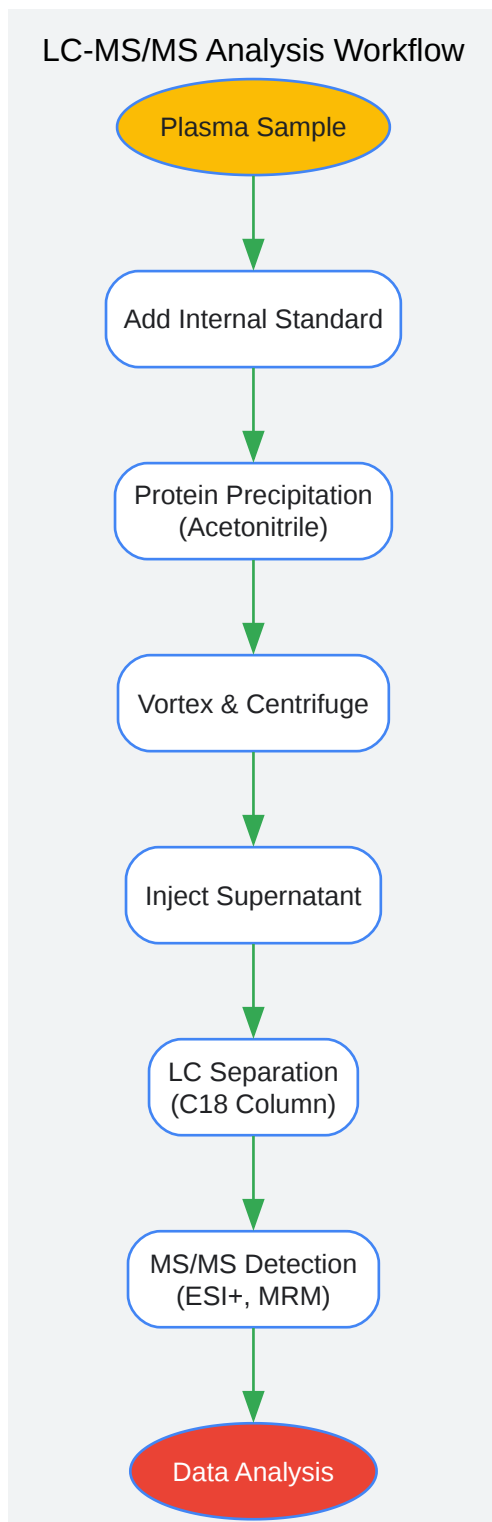 LC-MS/MS Analysis Workflow
Plasma Sample
Add Internal Standard
Protein Precipitation
(Acetonitrile)
Vortex & Centrifuge
Inject Supernatant
LC Separation
(C18 Column)
MS/MS Detection
(ESI+, MRM)
Data Analysis